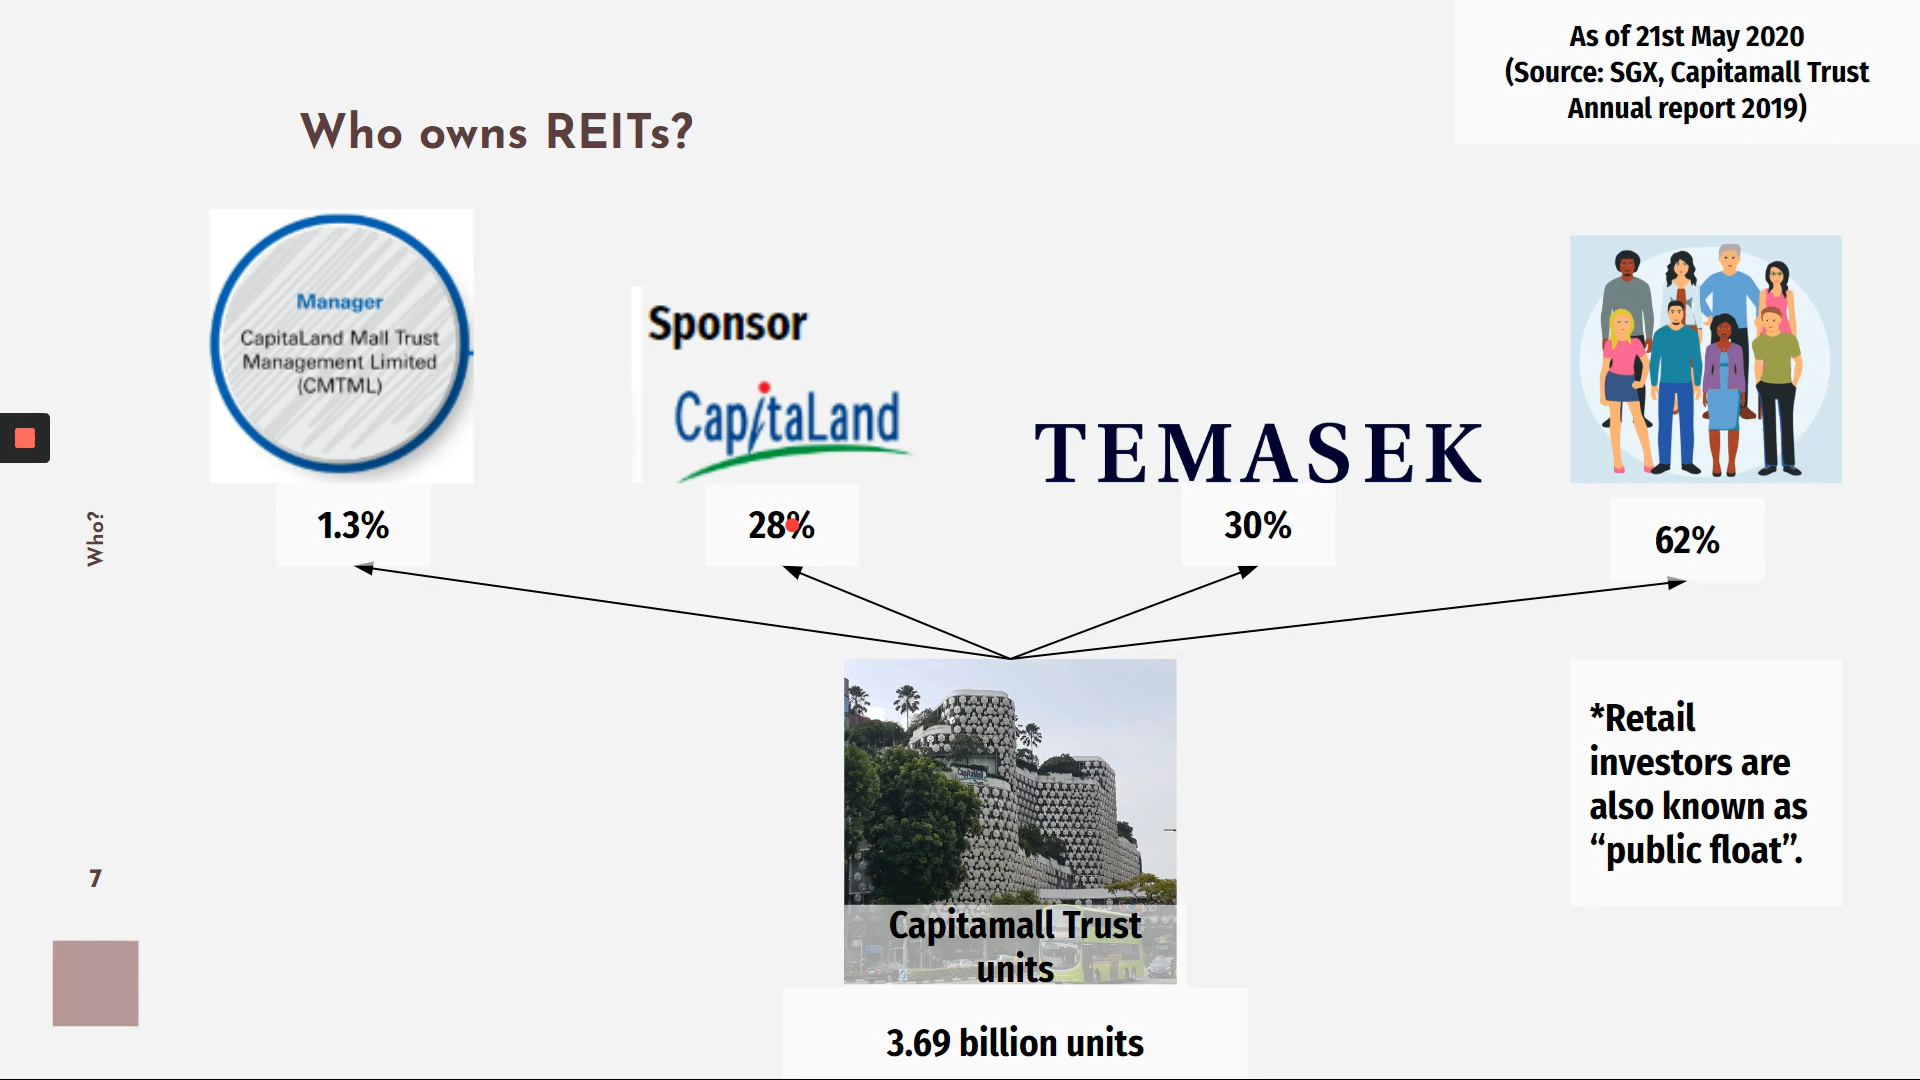 As of 21st May 2020
(Source: SGX, Capitamall Trust
Annual report 2019)
Who owns REITs?
Manager
CapitaLand Mall Trust
Management Limited
(CMTML)
Sponsor
CapitaLand
TEMASEK
1.3%
28%
30%
62%
Who?
*Retail
investors are
also known as
“public float”.
7
Capitamall Trust
units
3.69 billion units